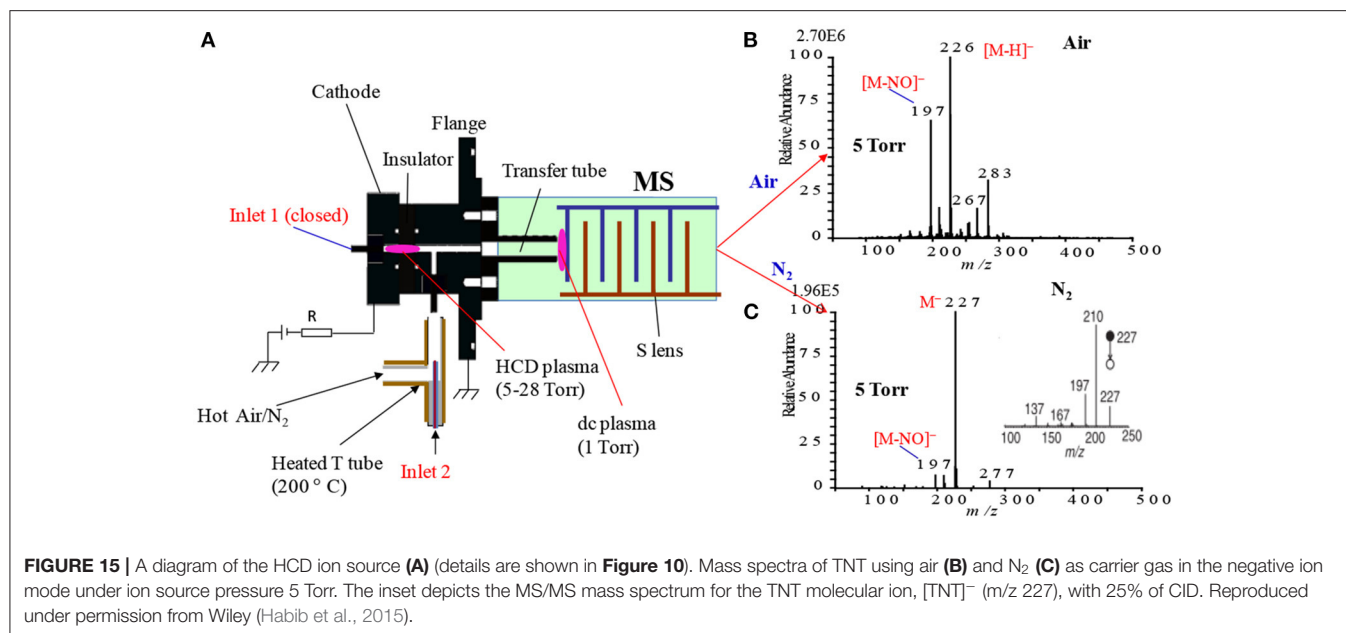 A
Cathode
Flange
Insulator
Transfer tube
MS
Inlet 1 (closed)
Air
N₂
R
S lens
HCD plasma
(5-28 Torr)
Hot Air/N₂
dc plasma
(1 Torr)
Heated T tube
(200 ° C)
Inlet 2
B
2.70E6
Air
100
226
[M-H]⁻
[M-NO]⁻
197
75
Relative Abundance
50
5 Torr
283
25
267
0
100 200 300 400 500
m/z
C
1.96E5
N₂
100
M⁻
227
210
227
75
Relative Abundance
50
5 Torr
197
227
137
167
100 150 200 250
m/z
25
[M-NO]⁻
197
277
0
100 200 300 400 500
m/z
FIGURE 15 | A diagram of the HCD ion source (A) (details are shown in Figure 10). Mass spectra of TNT using air (B) and N₂ (C) as carrier gas in the negative ion
mode under ion source pressure 5 Torr. The inset depicts the MS/MS mass spectrum for the TNT molecular ion, [TNT]⁻ (m/z 227), with 25% of CID. Reproduced
under permission from Wiley (Habib et al., 2015).